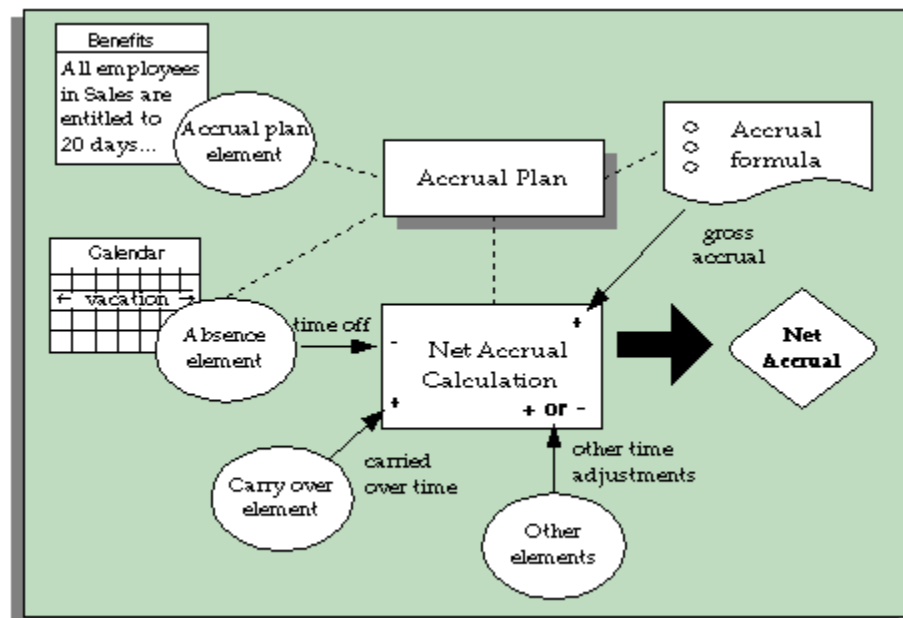 Benefits
All employees
in Sales are
entitled to
20 days...
Accrual plan
element
Accrual Plan
Accrual
formula
gross
accrual
Calendar
← vacation →
Absence
element
time off
-
+
Net Accrual
Calculation
+
+ or -
Net
Accrual
carried
over time
Carry over
element
other time
adjustments
Other
elements